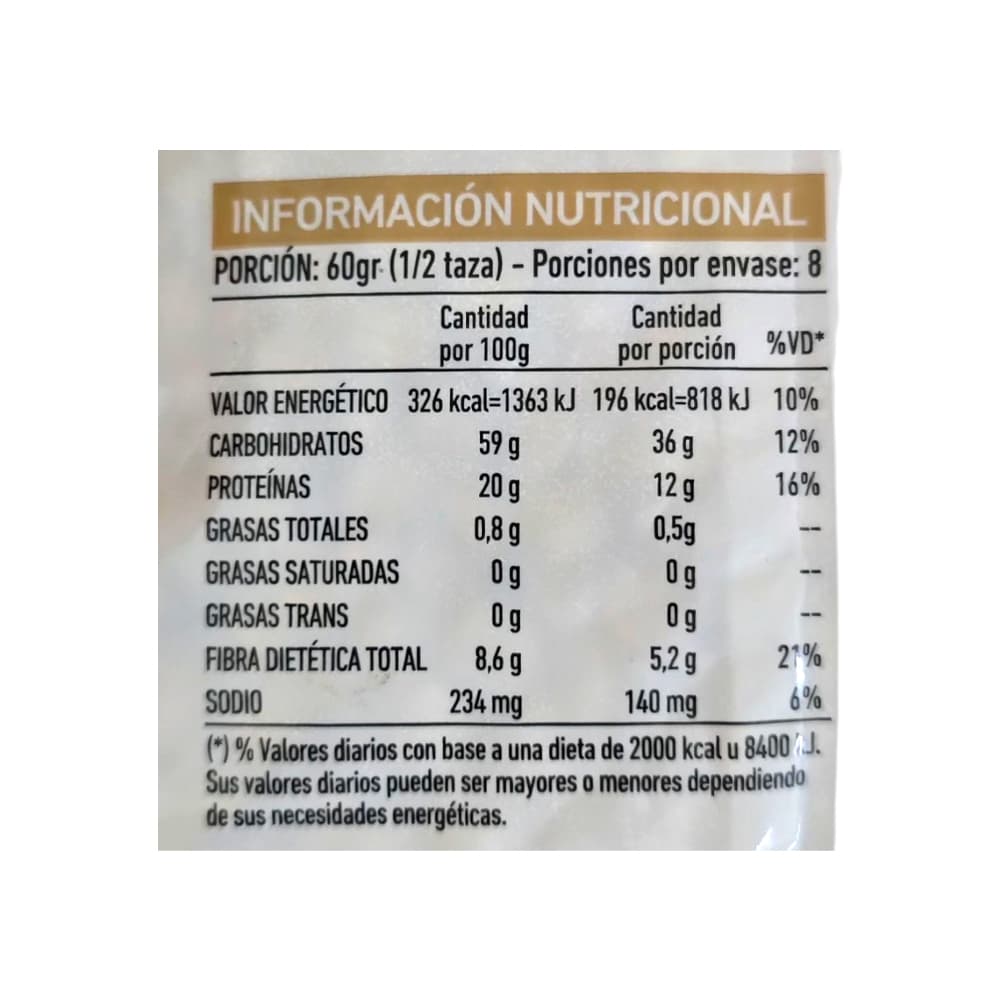 INFORMACIÓN NUTRICIONAL
PORCIÓN: 60gr. (1/2 taza) - Porciones por envase: 8
Cantidad por 100g Cantidad por porción %VD*
VALOR ENERGÉTICO 326 kcal=1363 kJ 196 kcal=818 kJ 10%
CARBOHIDRATOS 59 g 36 g 12%
PROTEÍNAS 20 g 12 g 16%
GRASAS TOTALES 0,8 g 0,5g --
GRASAS SATURADAS 0 g 0 g --
GRASAS TRANS 0 g 0 g --
FIBRA DIETÉTICA TOTAL 8,6 g 5,2 g 21%
SODIO 234 mg 140 mg 6%
(*) % Valores diarios con base a una dieta de 2000 kcal u 8400 kJ.
Sus valores diarios pueden ser mayores o menores dependiendo
de sus necesidades energéticas.